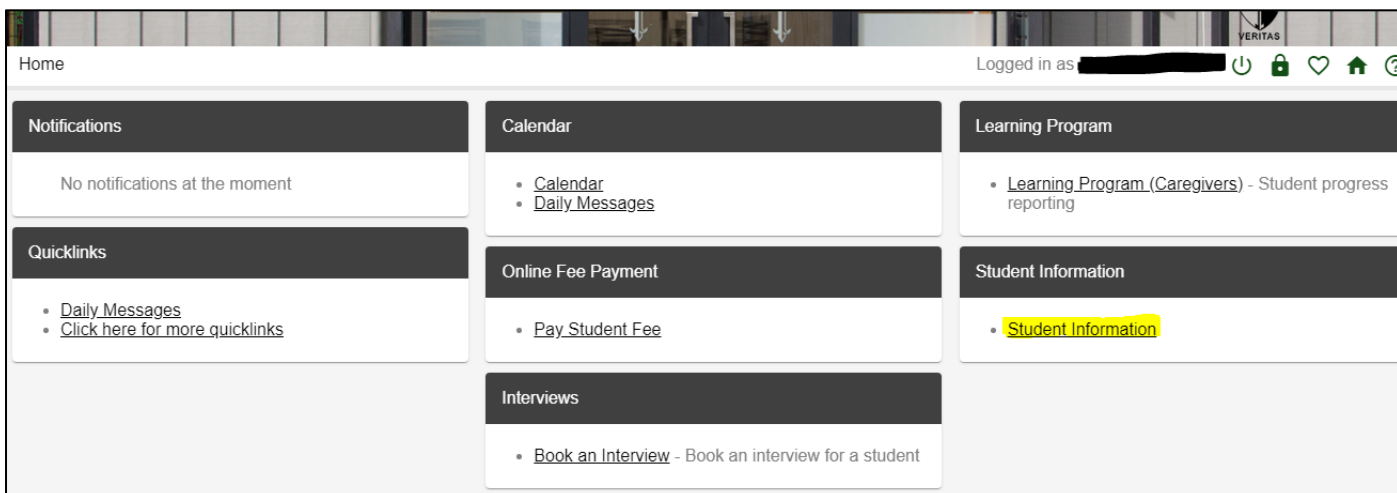 VERITAS
Home
Logged in as
Notifications
No notifications at the moment
Quicklinks
Daily Messages
Click here for more quicklinks
Calendar
Calendar
Daily Messages
Online Fee Payment
Pay Student Fee
Interviews
Book an Interview - Book an interview for a student
Learning Program
Learning Program (Caregivers) - Student progress
reporting
Student Information
Student Information